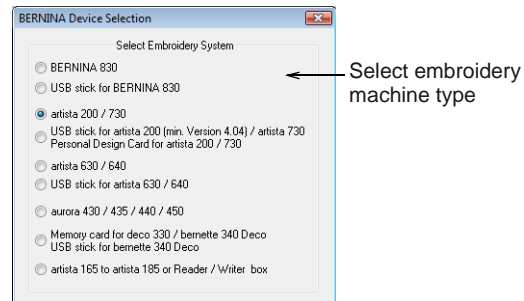 BERNINA Device Selection
Select Embroidery System
BERNINA 830
USB stick for BERNINA 830
artista 200 / 730
USB stick for artista 200 (min. Version 4.04) / artista 730
Personal Design Card for artista 200 / 730
artista 630 / 640
USB stick for artista 630 / 640
aurora 430 / 435 / 440 / 450
Memory card for deco 330 / bernette 340 Deco
USB stick for bernette 340 Deco
artista 165 to artista 185 or Reader / Writer box
Select embroidery
machine type